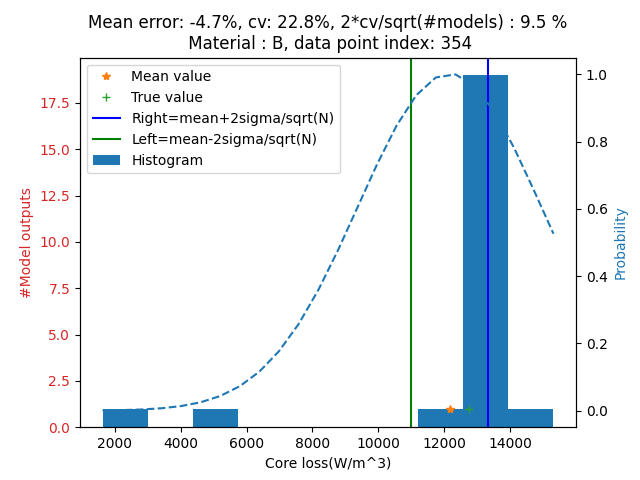 Mean error: -4.7%, cv: 22.8%, 2*cv/sqrt(#models) : 9.5 %
Material : B, data point index: 354
Mean value
True value
Right=mean+2sigma/sqrt(N)
Left=mean-2sigma/sqrt(N)
Histogram
#Model outputs
17.5
15.0
12.5
10.0
7.5
5.0
2.5
0.0
1.0
0.8
0.6
0.4
0.2
0.0
Probability
2000 4000 6000 8000 10000 12000 14000
Core loss(W/m^3)